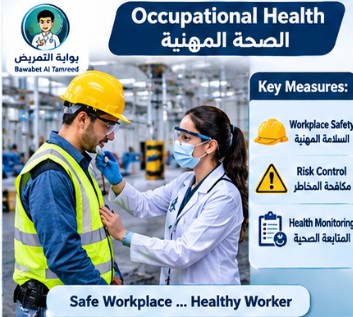 Occupational Health
الصحة المهنية
بوابة التمريض
Bawabet Al Tamreed
Key Measures:
Workplace Safety
السلامة المهنية
Risk Control
مكافحة المخاطر
Health Monitoring
المتابعة الصحية
Safe Workplace ... Healthy Worker